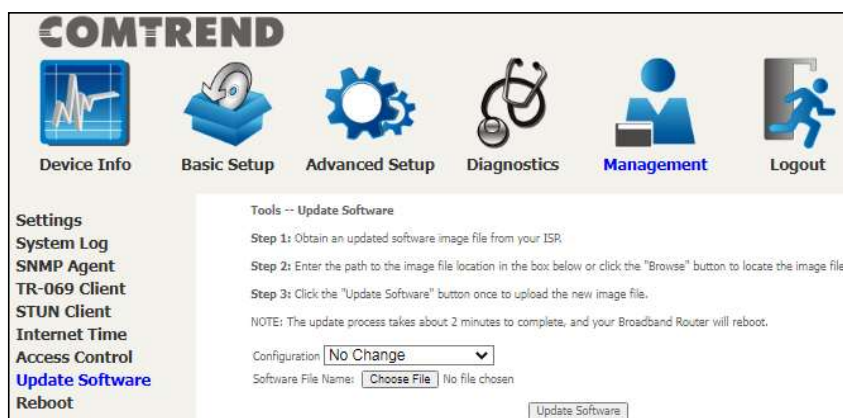 COMTREND
Device Info Basic Setup Advanced Setup Diagnostics Management Logout
Settings
System Log
SNMP Agent
TR-069 Client
STUN Client
Internet Time
Access Control
Update Software
Reboot
Tools -- Update Software
Step 1: Obtain an updated software image file from your ISP.
Step 2: Enter the path to the image file location in the box below or click the "Browse" button to locate the image file
Step 3: Click the "Update Software" button once to upload the new image file.
NOTE: The update process takes about 2 minutes to complete, and your Broadband Router will reboot.
Configuration No Change
Software File Name: Choose File No file chosen
Update Software